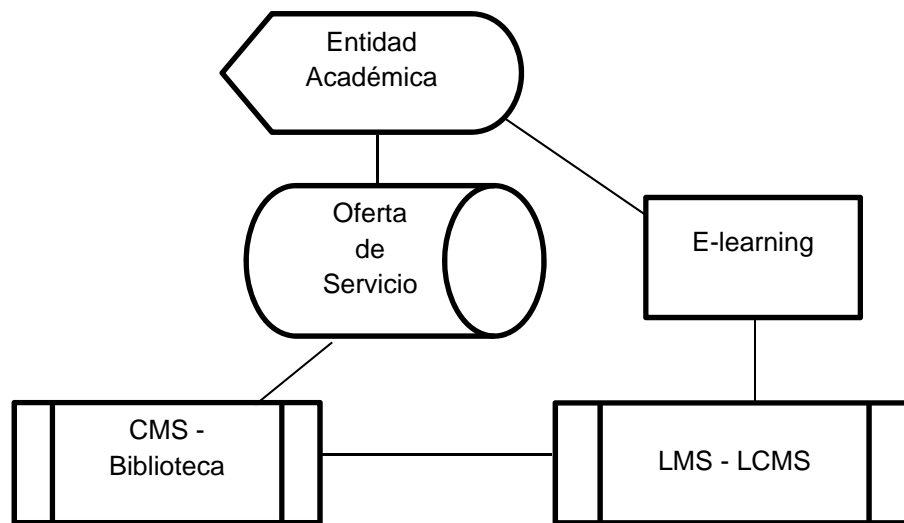 Entidad
Académica
Oferta
de
Servicio
E-learning
CMS -
Biblioteca
LMS - LCMS